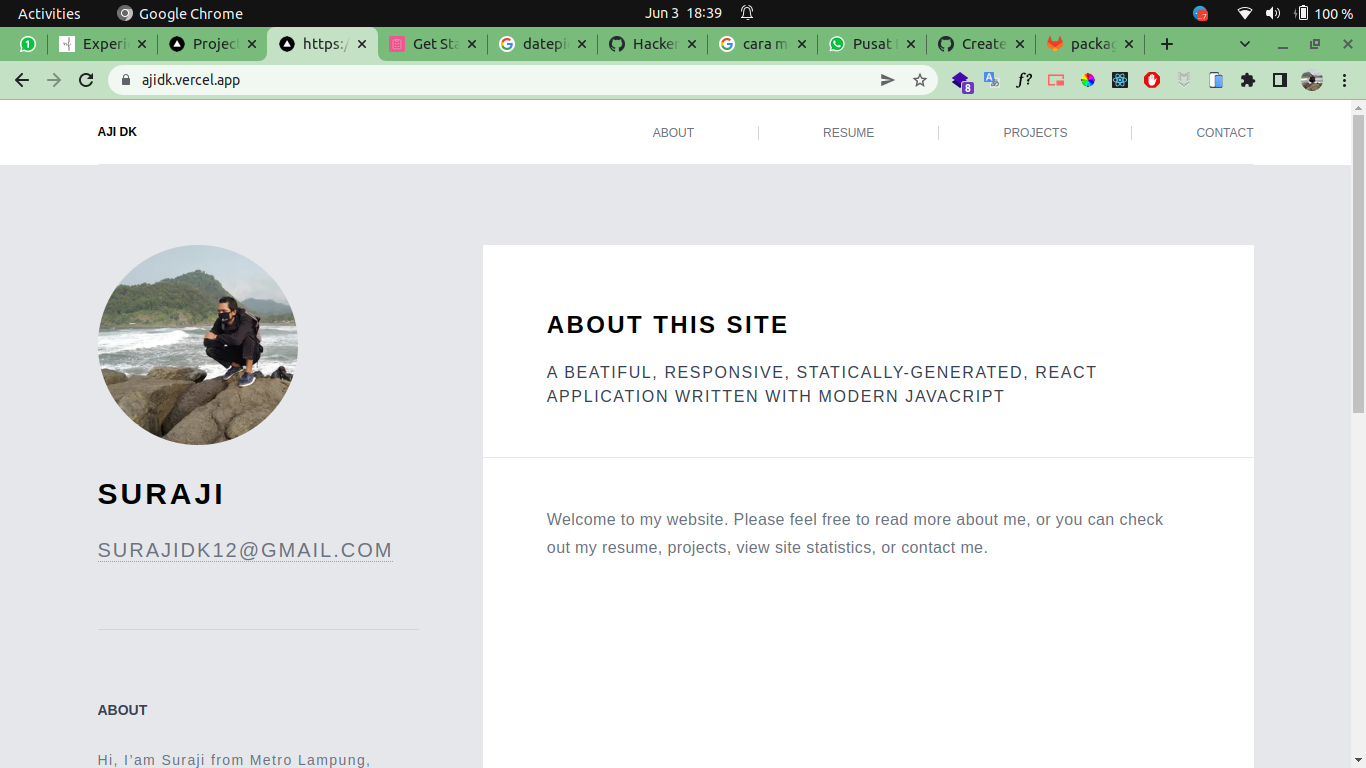 Activities Google Chrome Jun 3 18:39 100 %
1 Experi Projec https:/ Get Sta datepi Hacker cara m Pusat Create packag
ajidk.vercel.app 8
AJI DK ABOUT RESUME PROJECTS CONTACT
ABOUT THIS SITE
A BEATIFUL, RESPONSIVE, STATICALLY-GENERATED, REACT
APPLICATION WRITTEN WITH MODERN JAVACRIPT
SURAJI
SURAJIDK12@GMAIL.COM
Welcome to my website. Please feel free to read more about me, or you can check
out my resume, projects, view site statistics, or contact me.
ABOUT
Hi, I'am Suraji from Metro Lampung,